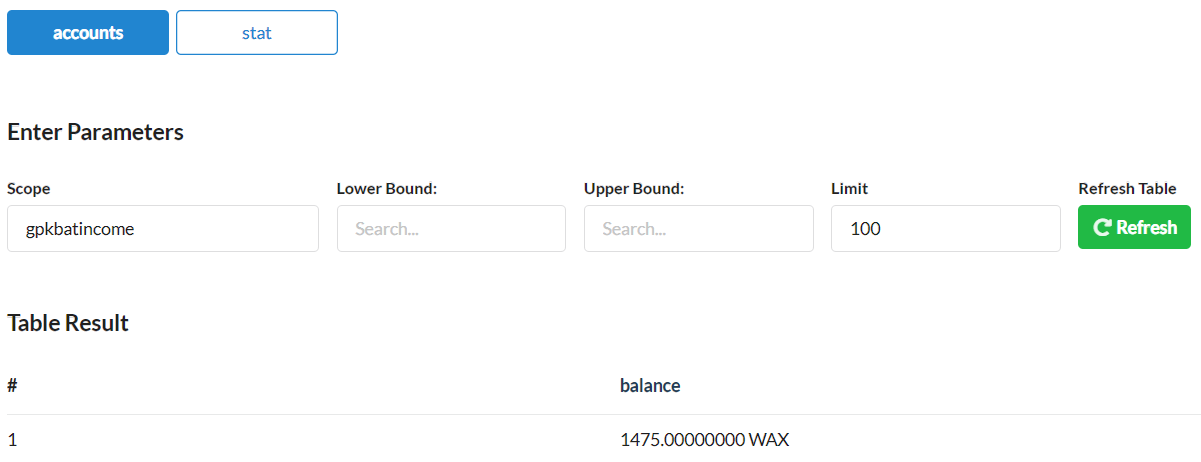 accounts stat
Enter Parameters
Scope Lower Bound: Upper Bound: Limit Refresh Table
gpkbatincome Search... Search... 100 Refresh
Table Result
# balance
1 1475.00000000 WAX